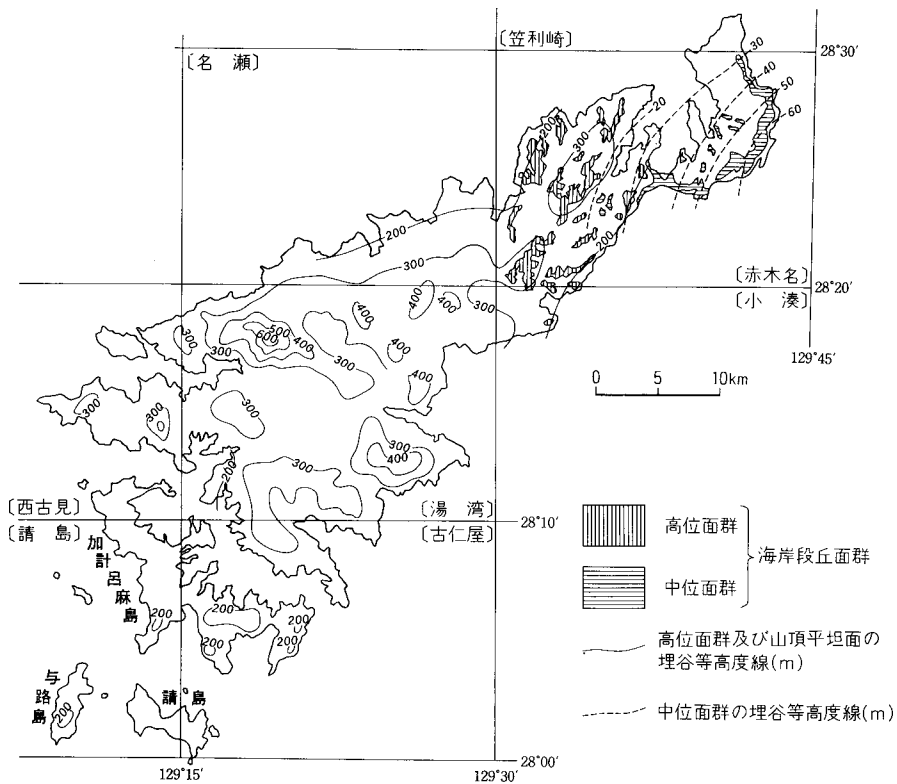 〔笠利崎〕
〔名瀬〕
28°30′
30
40
50
60
20
200
300
200
200
300
〔赤木名〕
〔小湊〕
28°20′
400
400
400
300
300
500
600
400
300
300
400
400
129°45′
0 5 10km
300
300
300
300
400
200
300
〔西古見〕
〔請島〕
〔湯湾〕
〔古仁屋〕
28°10′
加計呂麻島
200
200
200
200
200
与路島
200
請島
28°00′
129°15′
129°30′
高位面群
中位面群
海岸段丘面群
高位面群及び山頂平坦面の
埋谷等高度線(m)
中位面群の埋谷等高度線(m)